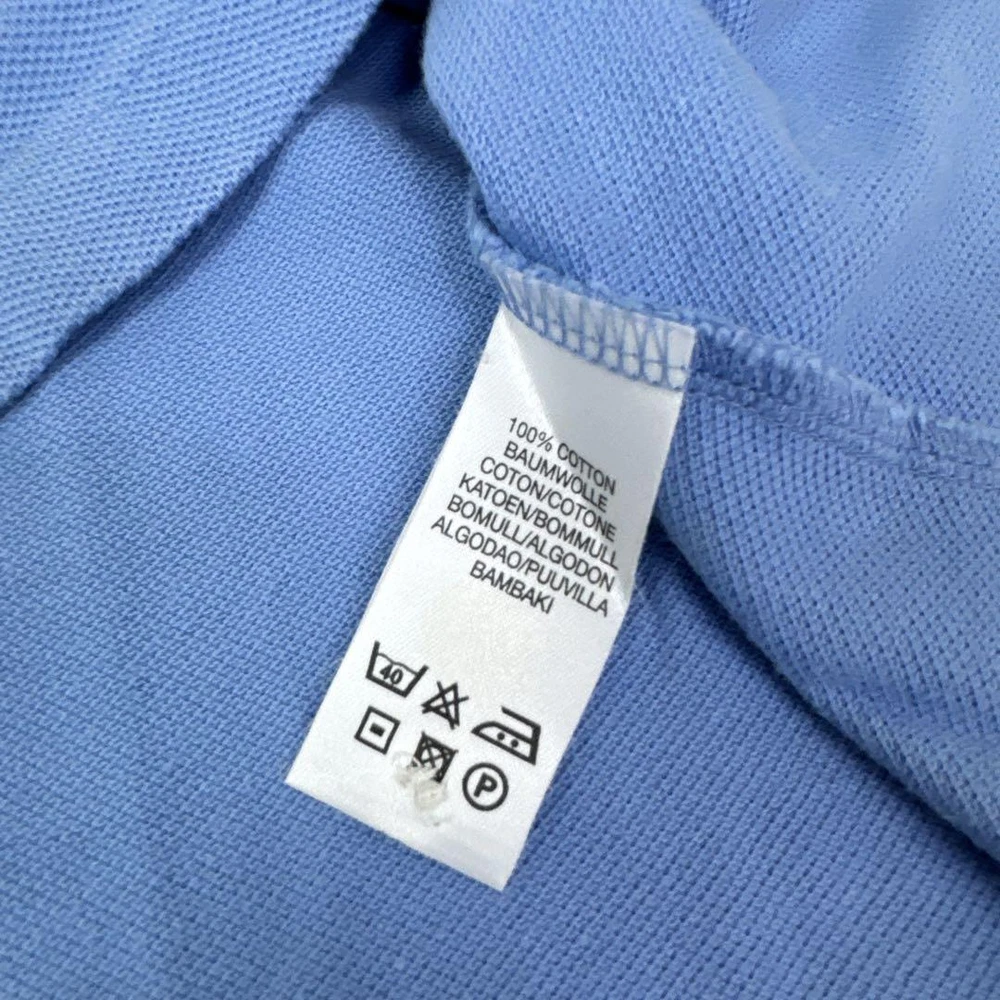 100% COTTON
BAUMWOLLE
COTON/COTONE
KATOEN/BOMMULL
BOMULL/ALGODON
ALGODAO/PUUVILLA
BAMBAKI
40
P